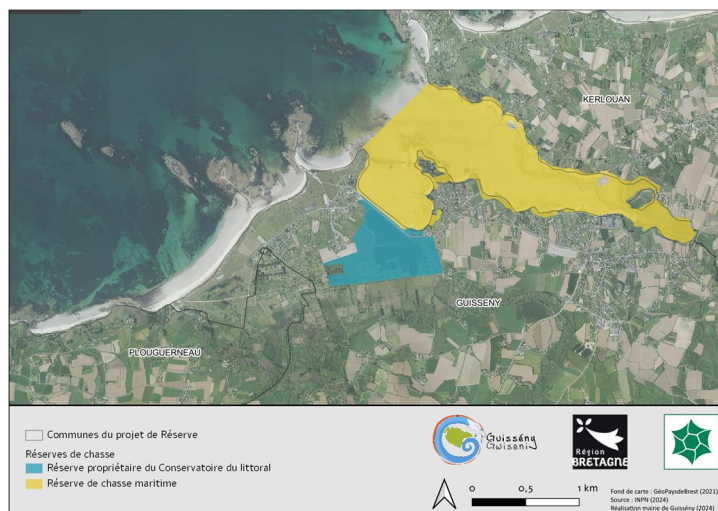 KERLOUAN
GUISSENY
PLOUGUERNEAU
Communes du projet de Réserve
Réserves de chasse
Réserve propriétaire du Conservatoire du littoral
Réserve de chasse maritime
Guissény
Gwiseni
Région
BRETAGNE
0 0,5 1 km
Fond de carte : GéoPaysdeBrest (2021)
Source : INPN (2024)
Réalisation mairie de Guissény (2024)